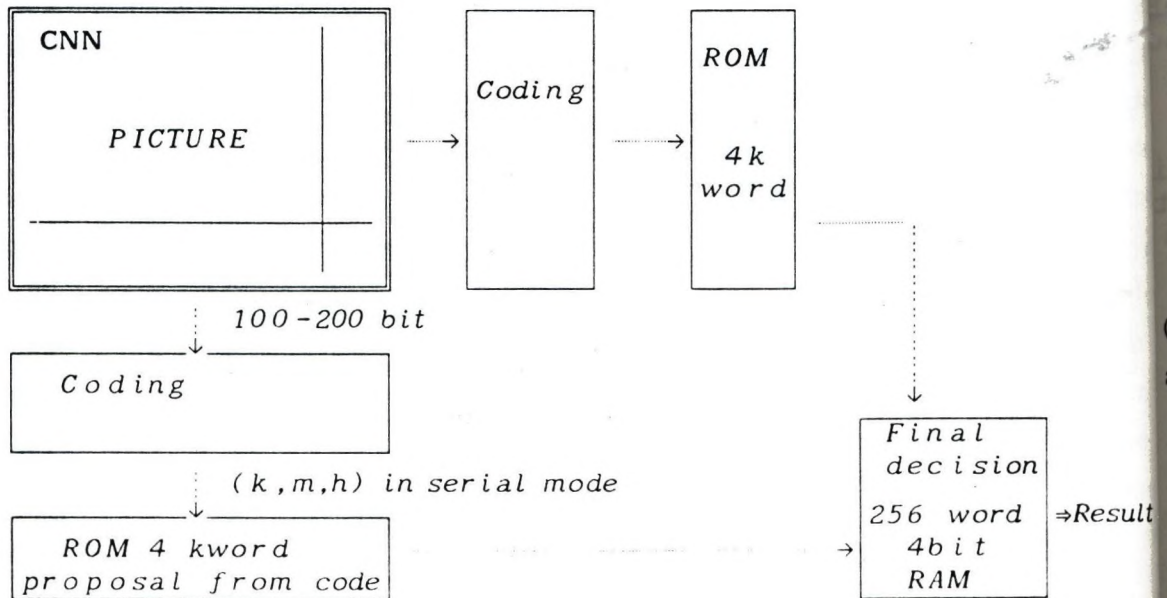 CNN
PICTURE
Coding
ROM
4k
word
100-200 bit
Coding
(k,m,h) in serial mode
ROM 4 kword
proposal from code
Final
decision
256 word
4bit
RAM
⇒Result